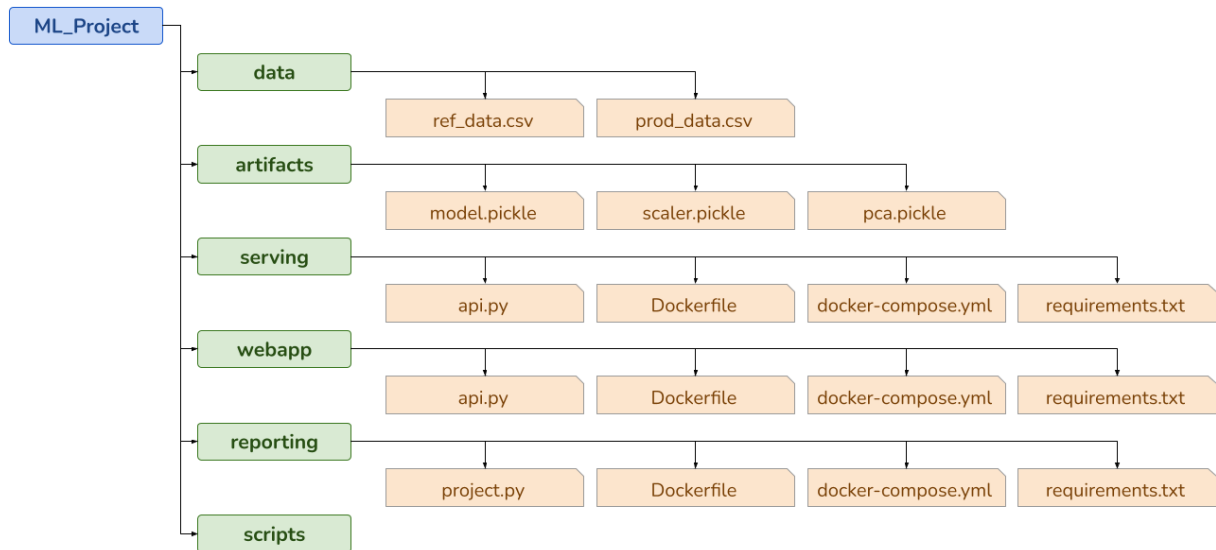 ML_Project
data
ref_data.csv prod_data.csv
artifacts
model.pickle scaler.pickle pca.pickle
serving
api.py Dockerfile docker-compose.yml requirements.txt
webapp
api.py Dockerfile docker-compose.yml requirements.txt
reporting
project.py Dockerfile docker-compose.yml requirements.txt
scripts